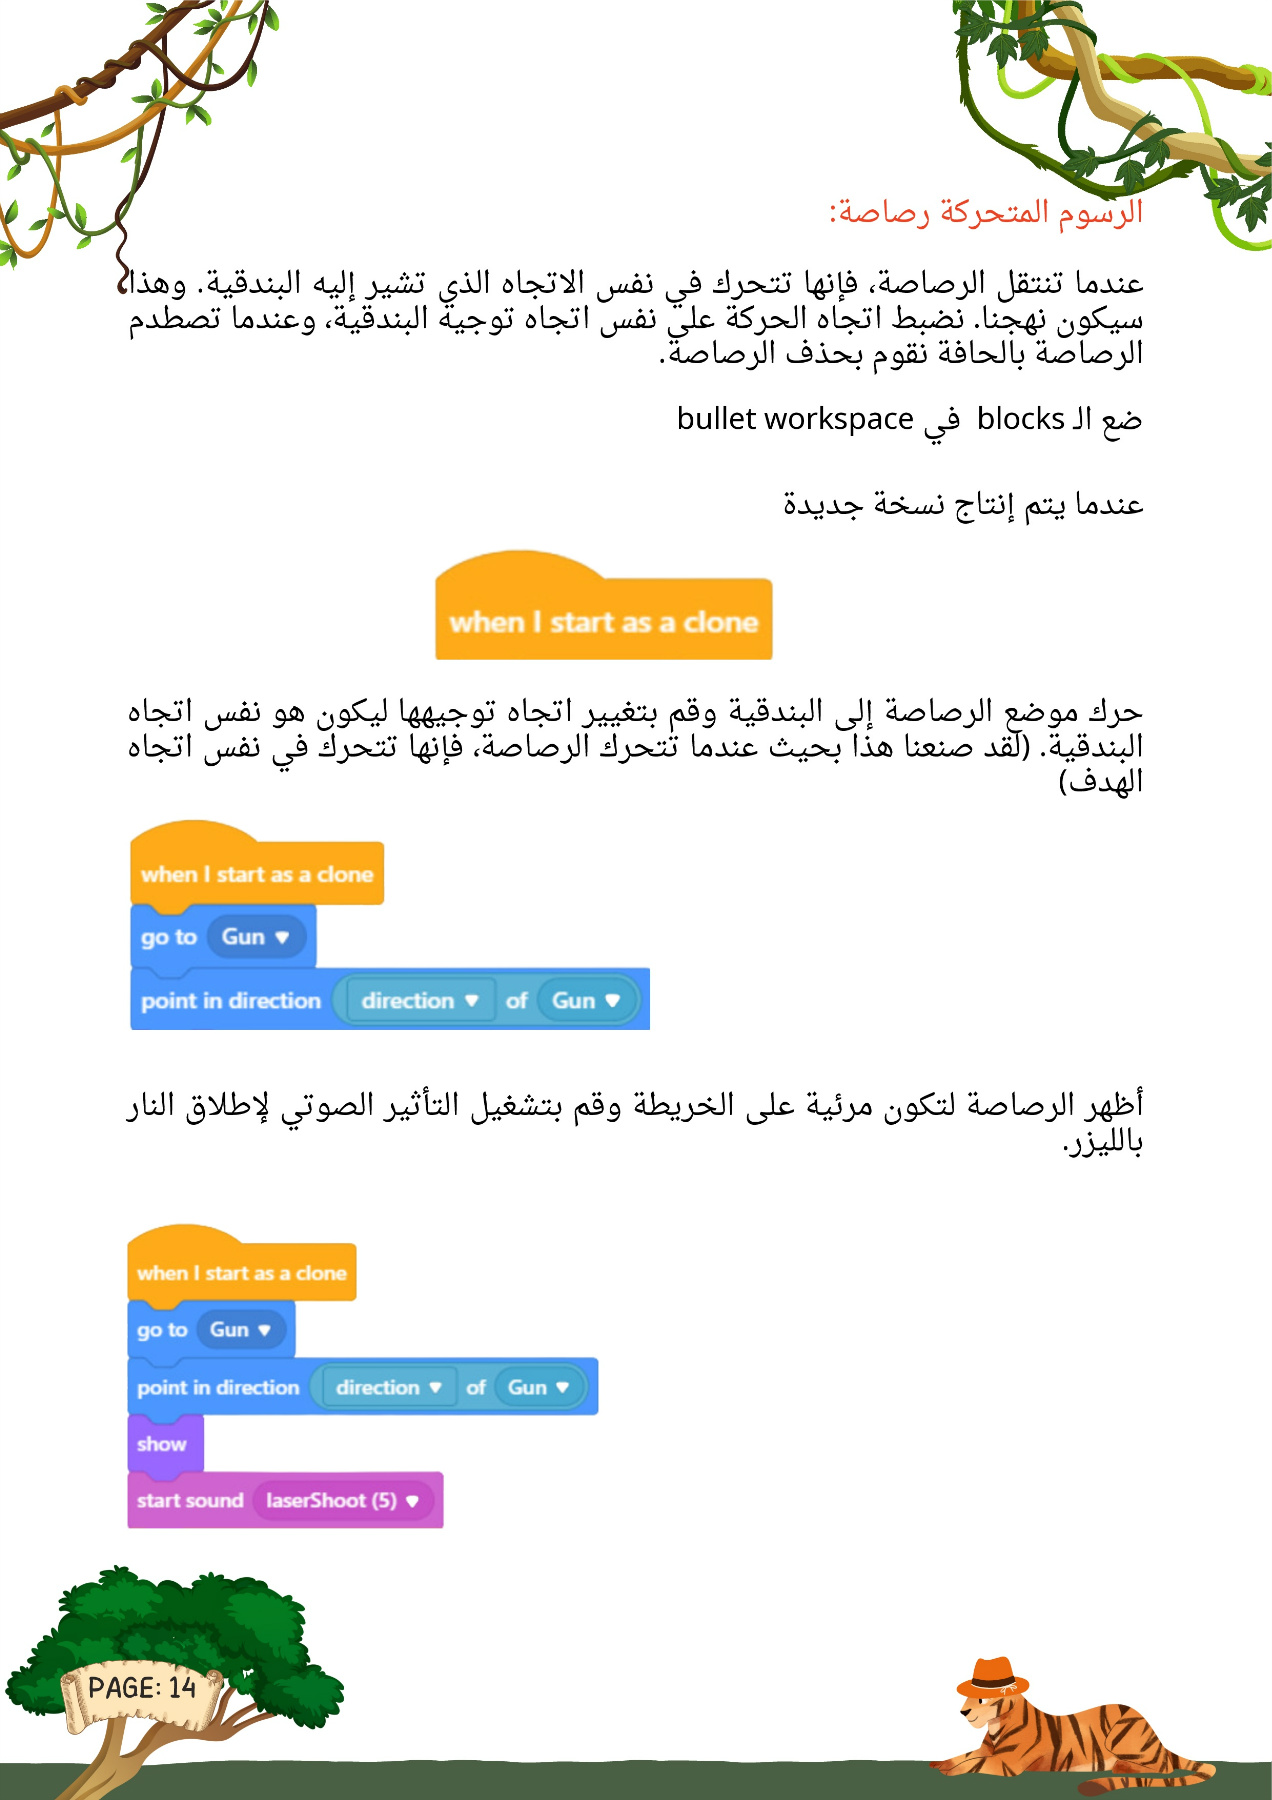 الرسوم المتحركة رصاصة:
عندما تنتقل الرصاصة، فإنها تتحرك في نفس الاتجاه الذي تشير إليه البندقية. وهذا
سيكون نهجنا. نضبط اتجاه الحركة على نفس اتجاه توجيه البندقية، وعندما تصطدم
الرصاصة بالحافة نقوم بحذف الرصاصة.
ضع الـ blocks في bullet workspace
عندما يتم إنتاج نسخة جديدة
when I start as a clone
حرك موضع الرصاصة إلى البندقية وقم بتغيير اتجاه توجيهها ليكون هو نفس اتجاه
البندقية. (لقد صنعنا هذا بحيث عندما تتحرك الرصاصة، فإنها تتحرك في نفس اتجاه
الهدف)
when I start as a clone
go to Gun
point in direction direction of Gun
أظهر الرصاصة لتكون مرئية على الخريطة وقم بتشغيل التأثير الصوتي لإطلاق النار
بالليزر.
when I start as a clone
go to Gun
point in direction direction of Gun
show
start sound laserShoot (5)
PAGE: 14